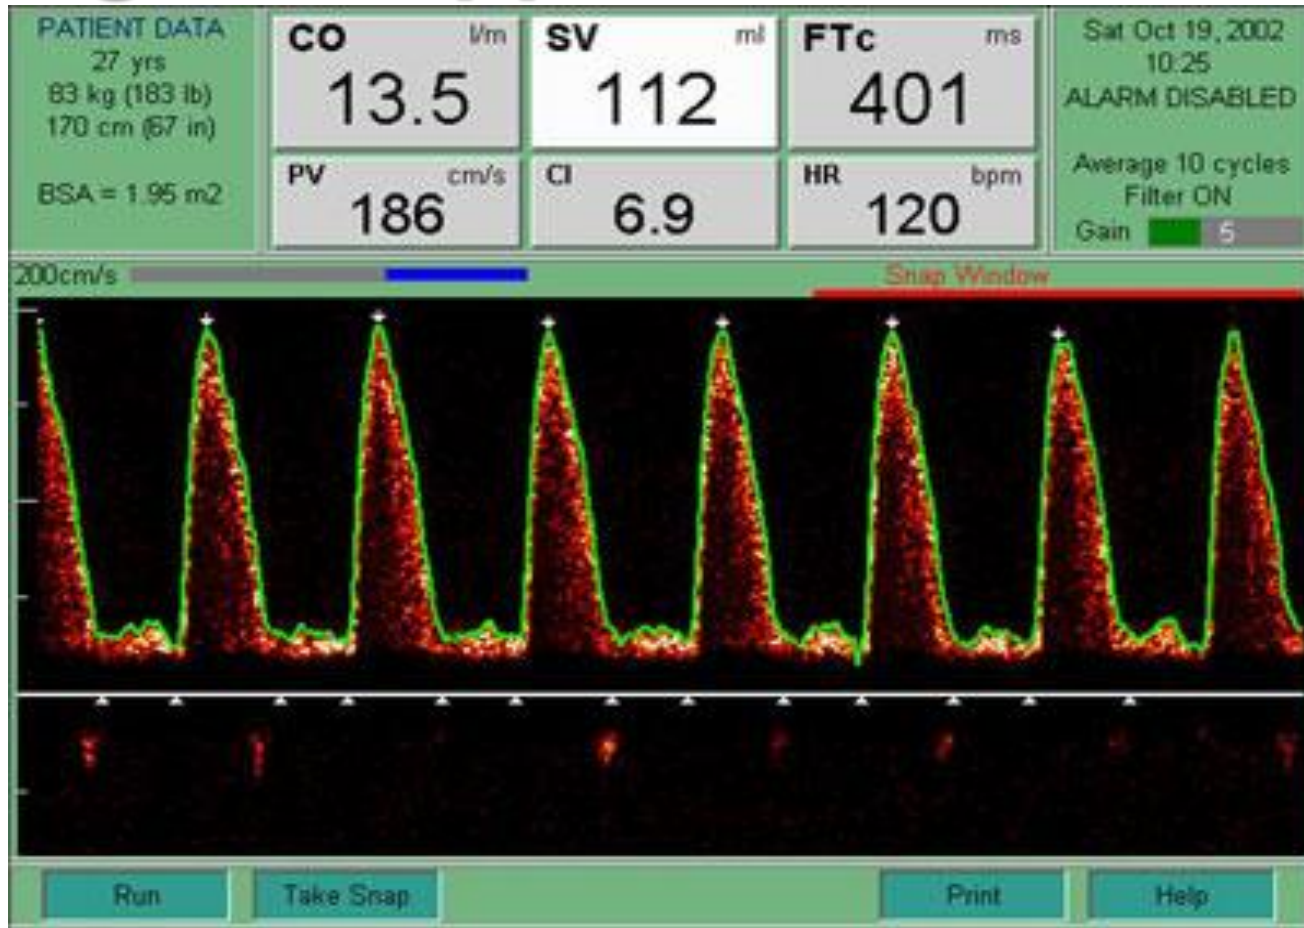 PATIENT DATA
27 yrs
83 kg (183 lb)
170 cm (67 in)
BSA = 1.95 m2
CO l/m
13.5
SV ml
112
FTc ms
401
PV cm/s
186
CI
6.9
HR bpm
120
Sat Oct 19, 2002
10:25
ALARM DISABLED
Average 10 cycles
Filter ON
Gain 5
200cm/s
Snap Window
Run
Take Snap
Print
Help